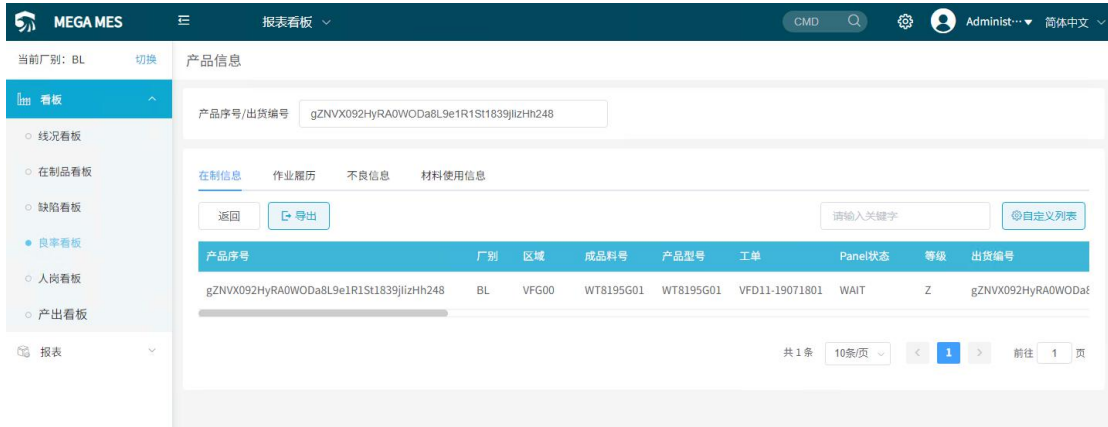 MEGA MES
报表看板
CMD
Administ…
简体中文
当前厂别：BL
切换
产品信息
看板
线况看板
在制品看板
缺陷看板
良率看板
人岗看板
产出看板
报表
产品序号/出货编号
gZNVX092HyRA0WODa8L9e1R1St1839jIizHh248
在制信息 作业履历 不良信息 材料使用信息
返回 导出 请输入关键字 自定义列表
产品序号 厂别 区域 成品料号 产品型号 工单 Panel状态 等级 出货编号
gZNVX092HyRA0WODa8L9e1R1St1839jIizHh248 BL VFG00 WT8195G01 WT8195G01 VFD11-19071801 WAIT Z gZNVX092HyRA0WODa8
共1条 10条/页 1 前往 1 页